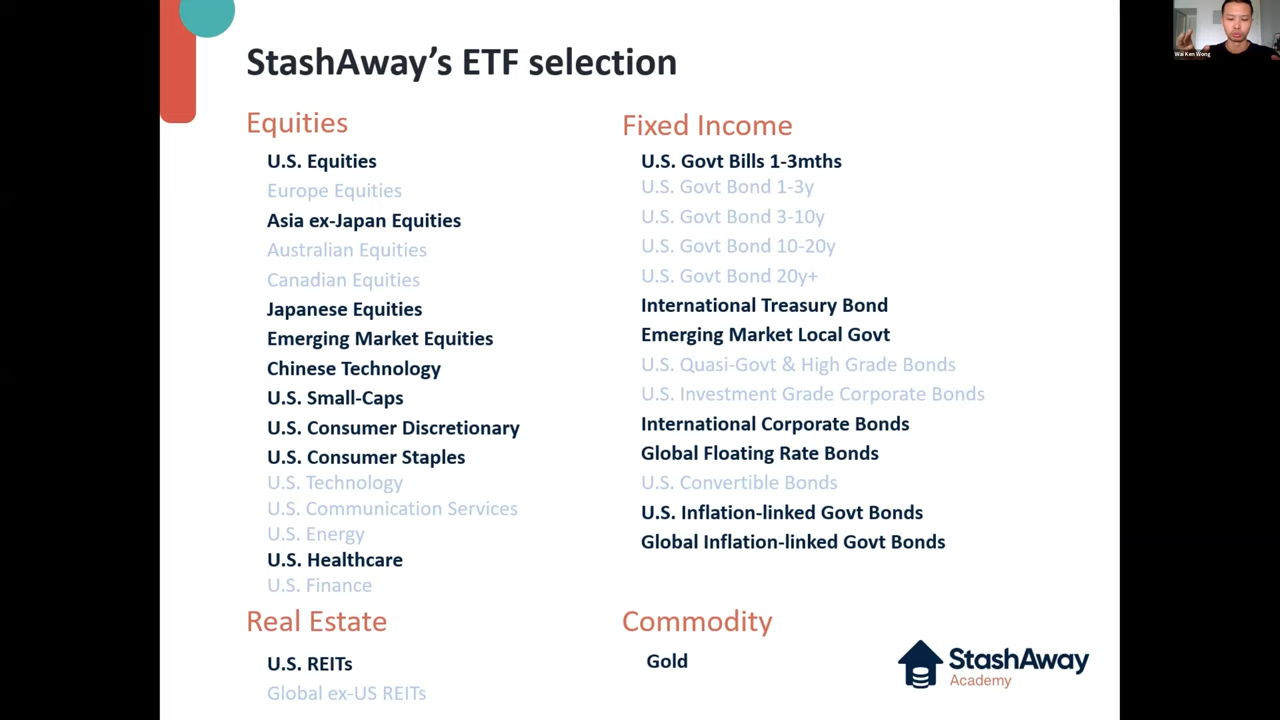 StashAway's ETF selection
Equities
U.S. Equities
Europe Equities
Asia ex-Japan Equities
Australian Equities
Canadian Equities
Japanese Equities
Emerging Market Equities
Chinese Technology
U.S. Small-Caps
U.S. Consumer Discretionary
U.S. Consumer Staples
U.S. Technology
U.S. Communication Services
U.S. Energy
U.S. Healthcare
U.S. Finance
Real Estate
U.S. REITs
Global ex-US REITs
Fixed Income
U.S. Govt Bills 1-3mths
U.S. Govt Bond 1-3y
U.S. Govt Bond 3-10y
U.S. Govt Bond 10-20y
U.S. Govt Bond 20y+
International Treasury Bond
Emerging Market Local Govt
U.S. Quasi-Govt & High Grade Bonds
U.S. Investment Grade Corporate Bonds
International Corporate Bonds
Global Floating Rate Bonds
U.S. Convertible Bonds
U.S. Inflation-linked Govt Bonds
Global Inflation-linked Govt Bonds
Commodity
Gold
StashAway
Academy
Wai Ken Wong